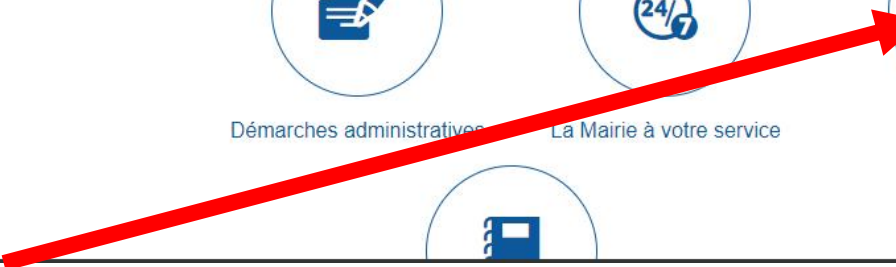 24/7
Démarches administratives
La Mairie à votre service